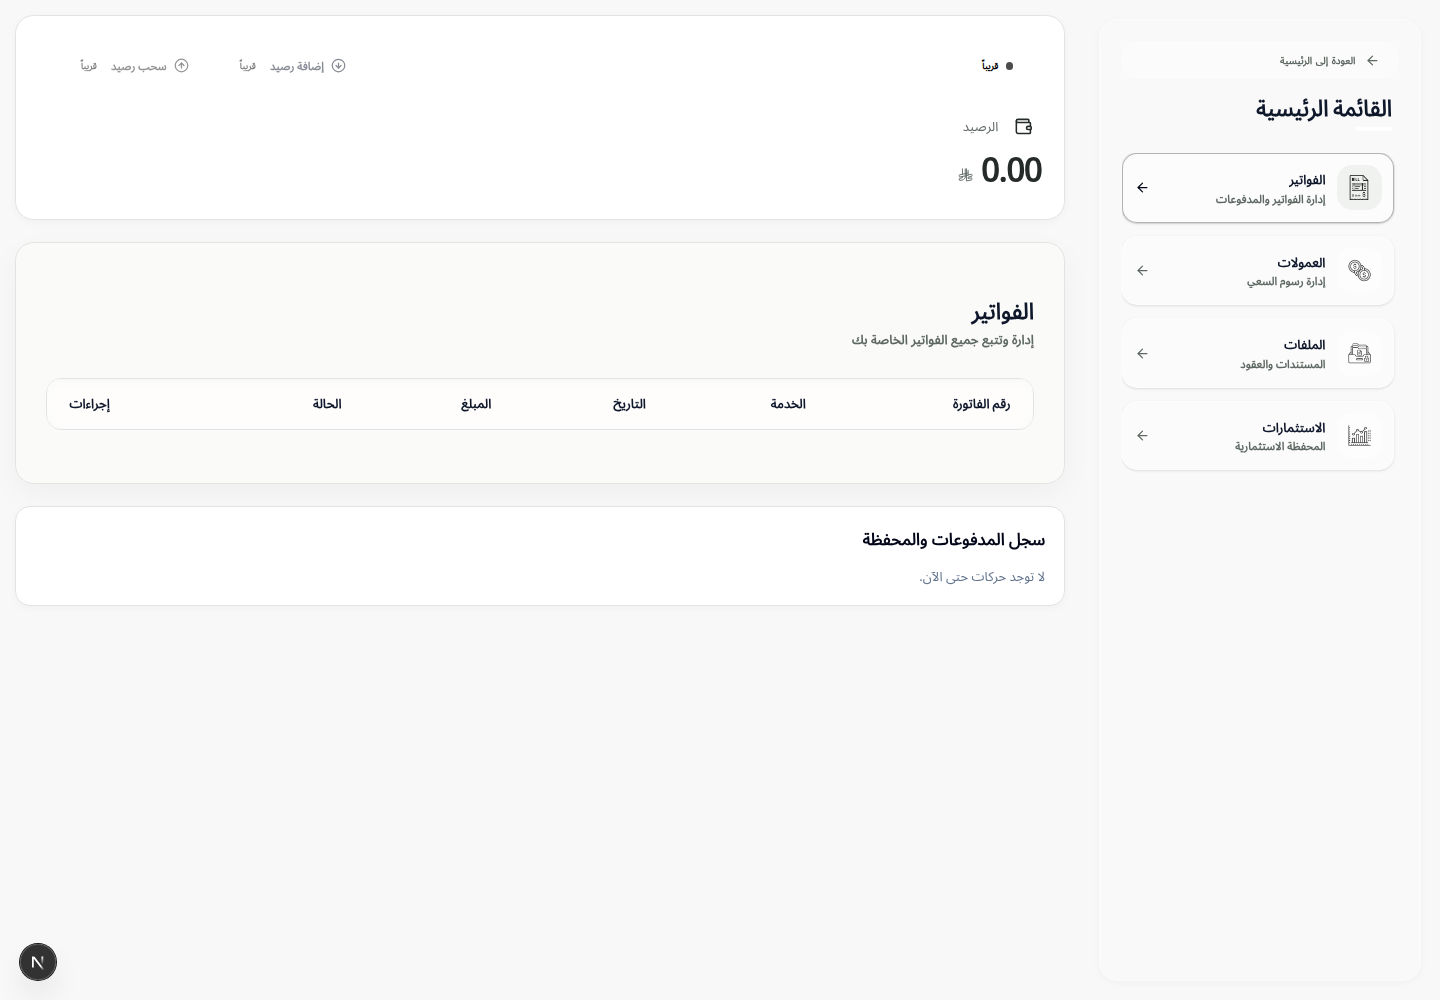 العودة إلى الرئيسية
القائمة الرئيسية
الفواتير
إدارة الفواتير والمدفوعات
العمولات
إدارة رسوم السعي
الملفات
المستندات والعقود
الاستثمارات
المحفظة الاستثمارية
قريباً
إضافة رصيد قريباً
سحب رصيد قريباً
الرصيد
0.00
الفواتير
إدارة وتتبع جميع الفواتير الخاصة بك
رقم الفاتورة الخدمة التاريخ المبلغ الحالة إجراءات
سجل المدفوعات والمحفظة
لا توجد حركات حتى الآن.
N